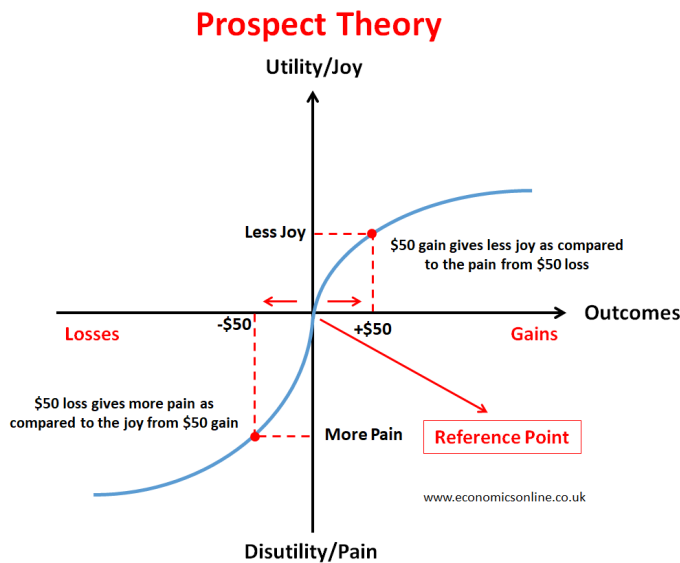 Prospect Theory
Utility/Joy
Less Joy
$50 gain gives less joy as compared
to the pain from $50 loss
-$50
+$50
Outcomes
Losses
Gains
$50 loss gives more pain as
compared to the joy from $50 gain
More Pain
Reference Point
www.economicsonline.co.uk
Disutility/Pain